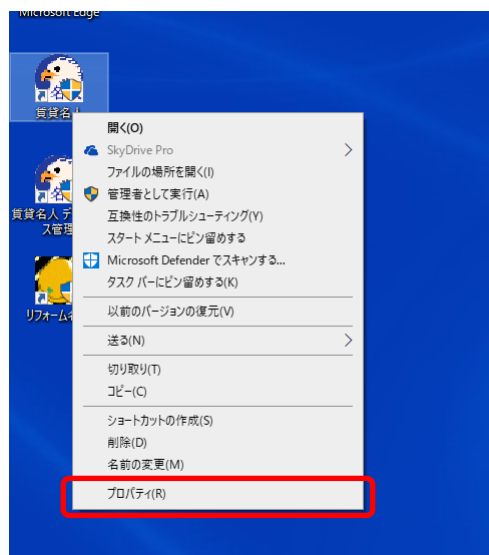 Microsoft Edge
賃貸名人
開く(O)
SkyDrive Pro
ファイルの場所を開く(I)
管理者として実行(A)
互換性のトラブルシューティング(Y)
スタート メニューにピン留めする
Microsoft Defender でスキャンする...
タスク バーにピン留めする(K)
以前のバージョンの復元(V)
送る(N)
切り取り(T)
コピー(C)
ショートカットの作成(S)
削除(D)
名前の変更(M)
プロパティ(R)
賃貸名人 デ
ス管理
リフォーム